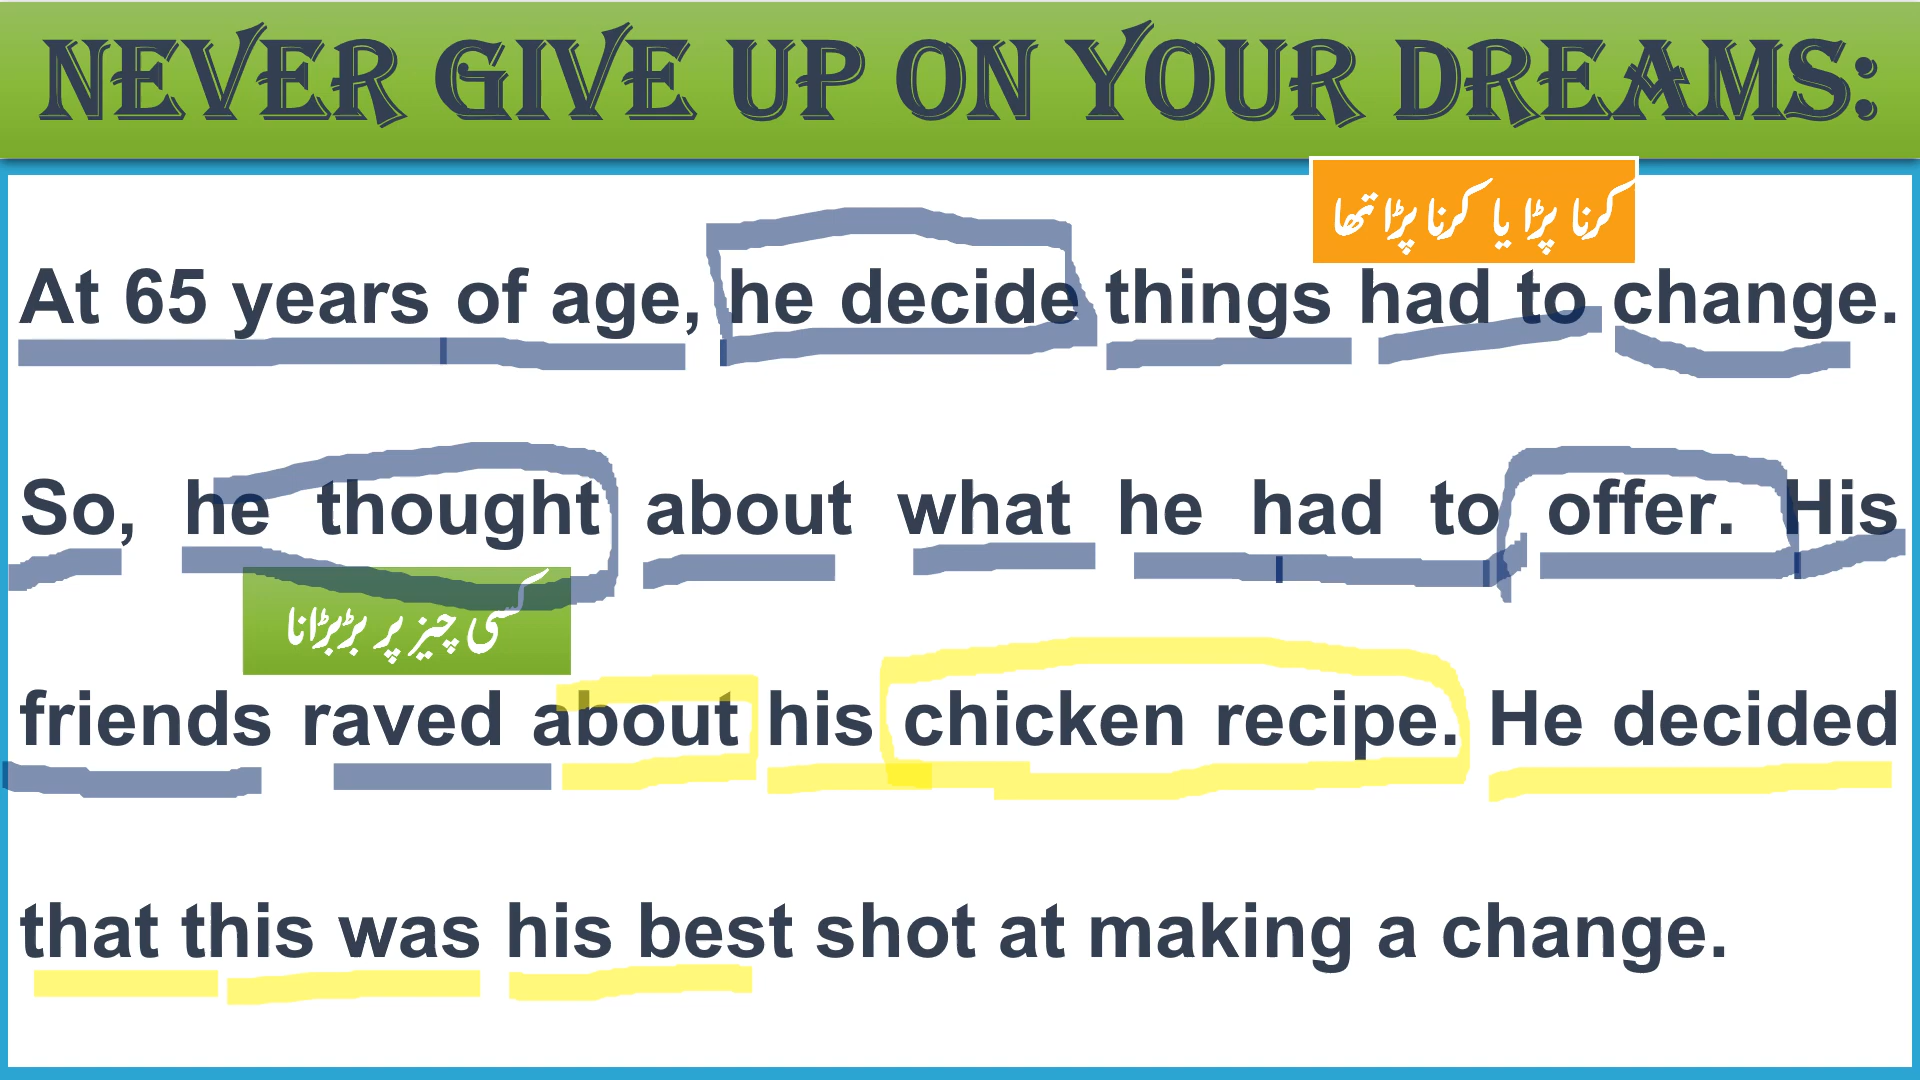 NEVER GIVE UP ON YOUR DREAMS:
کرنا پڑا یا کرنا پڑا تھا
At 65 years of age, he decide things had to change.
So, he thought about what he had to offer. His
کسی چیز پر بڑبڑانا
friends raved about his chicken recipe. He decided
that this was his best shot at making a change.